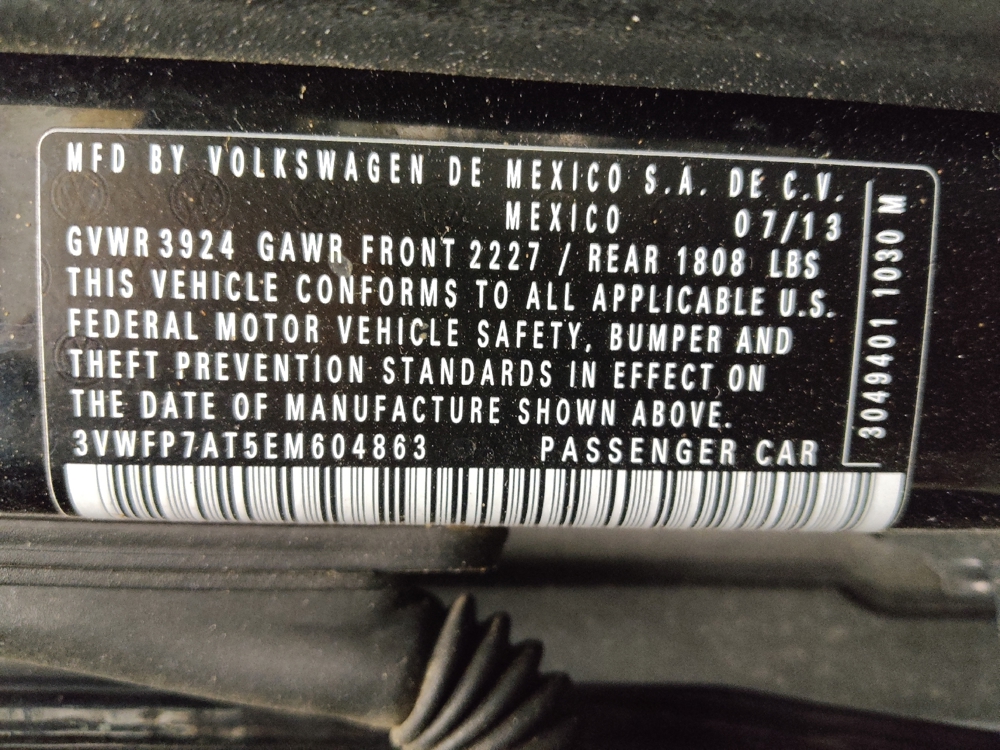 MFD BY VOLKSWAGEN DE MEXICO S.A. DE C.V.
MEXICO 07/13
GVWR 3924 GAWR FRONT 2227 / REAR 1808 LBS
THIS VEHICLE CONFORMS TO ALL APPLICABLE U.S.
FEDERAL MOTOR VEHICLE SAFETY, BUMPER AND
THEFT PREVENTION STANDARDS IN EFFECT ON
THE DATE OF MANUFACTURE SHOWN ABOVE.
3VWFP7AT5EM604863 PASSENGER CAR
3049401 1030 M